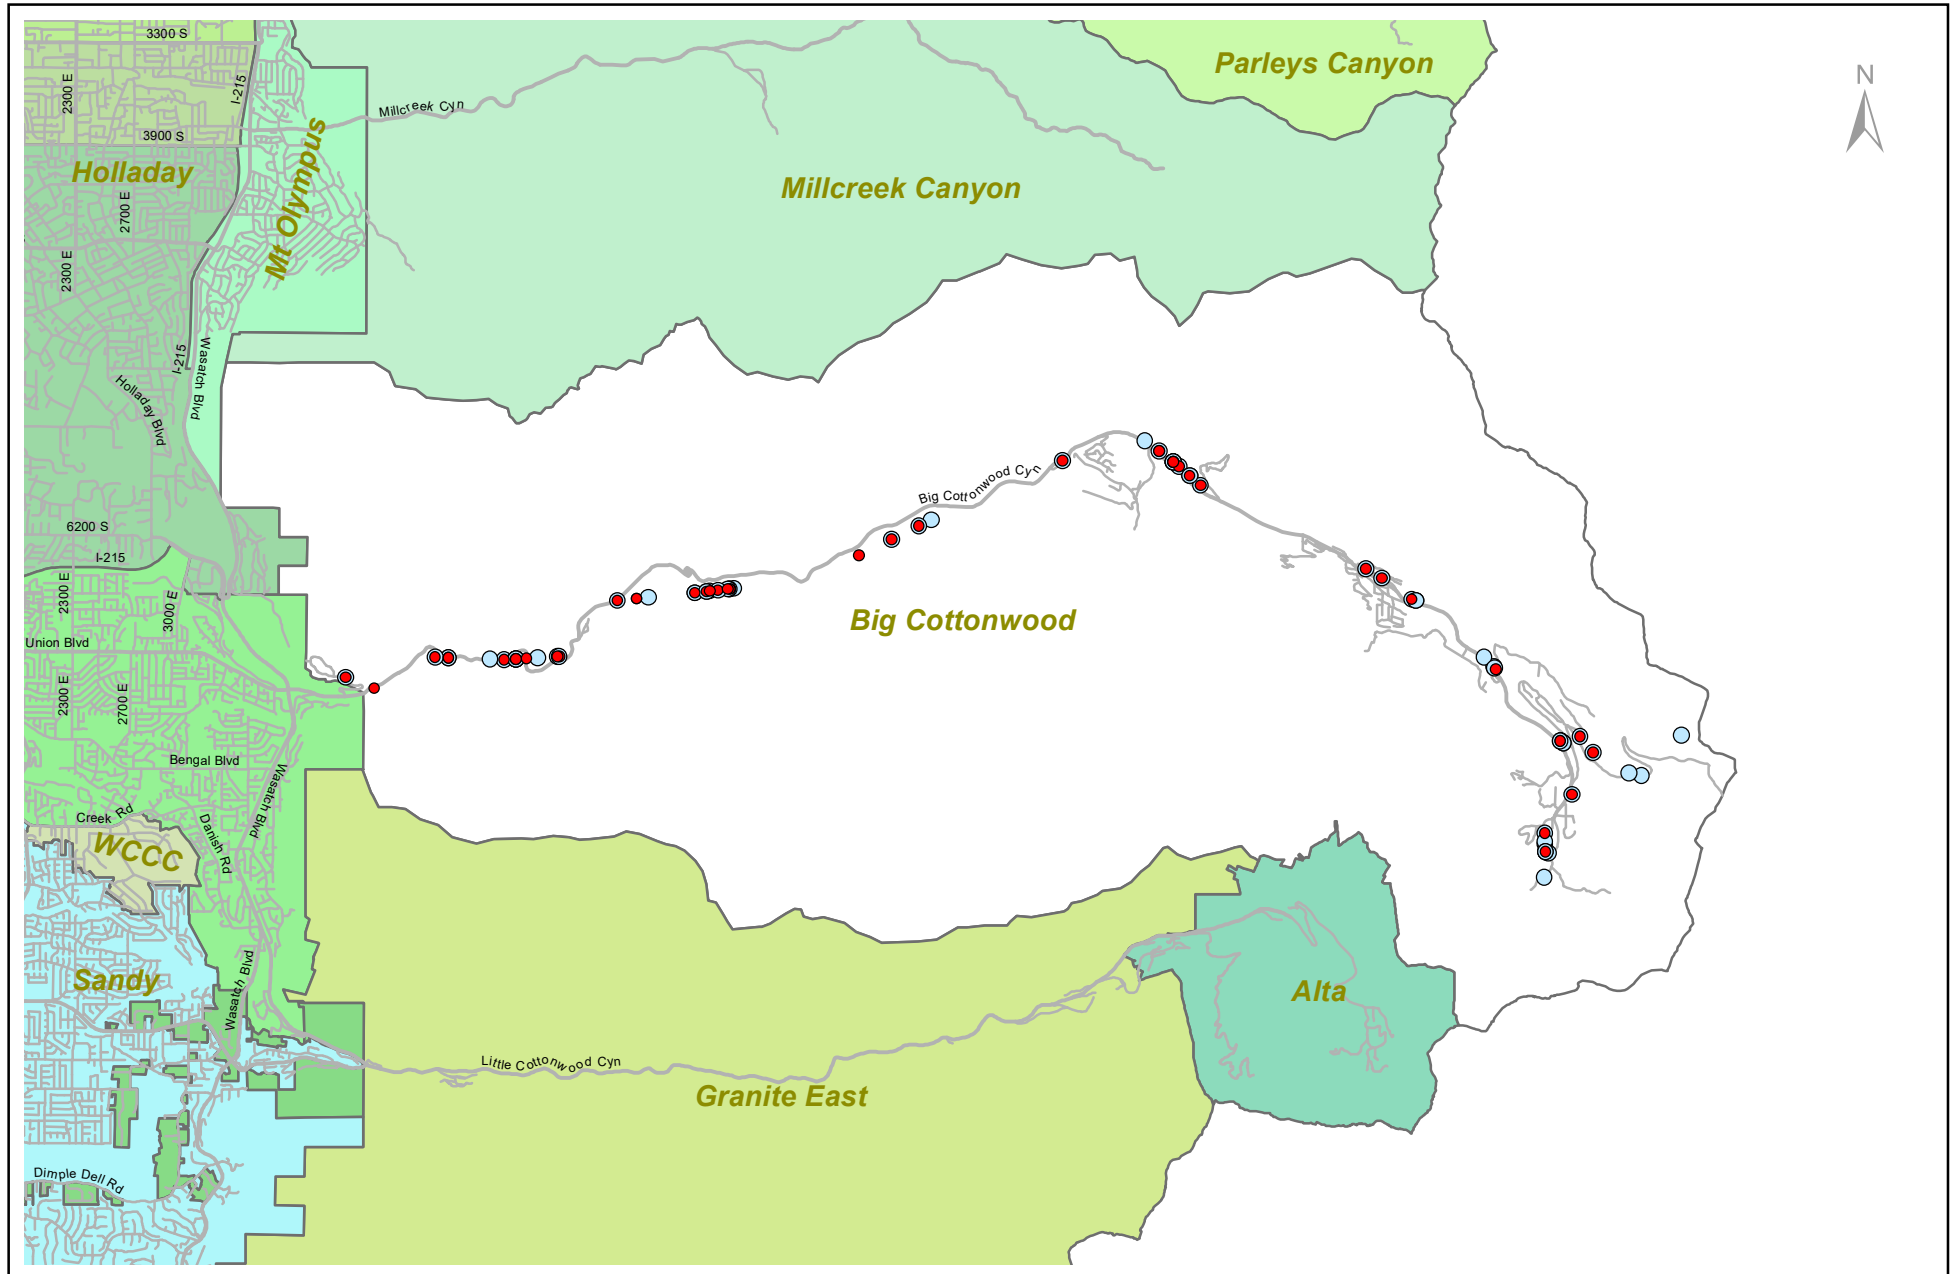 3300 S
Parleys Canyon
N
2300 E
I-215
Millcreek Cyn
3900 S
Holladay
Mt Olympus
Millcreek Canyon
2700 E
2300 E
I-215
Wasatch Blvd
Holladay Blvd
Big Cottonwood Cyn
6200 S
I-215
2300 E
3000 E
Big Cottonwood
Union Blvd
2300 E
2700 E
Bengal Blvd
Wasatch Blvd
Creek Rd
Danish Rd
WCCC
Sandy
Wasatch Blvd
Alta
Little Cottonwood Cyn
Granite East
Dimple Dell Rd